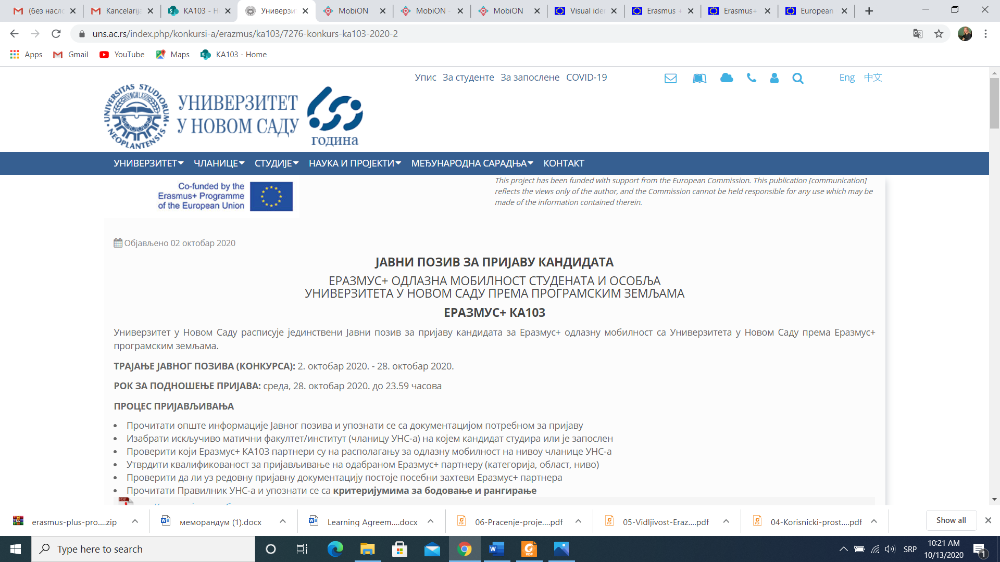 (без насло
Kancelarija
KA103 - H
Универзи
MobiON
MobiON -
MobiON
Visual iden
Erasmus +
Erasmus+
European
uns.ac.rs/index.php/konkursi-a/erazmus/ka103/7276-konkurs-ka103-2020-2
Apps
Gmail
YouTube
Maps
KA103 - Home
Упис За студенте За запослене COVID-19
Eng 中文
UNIVERSITAS STUDIORUM
MCMLX
NEOPLANTENSIS
УНИВЕРЗИТЕТ
У НОВОМ САДУ
година
УНИВЕРЗИТЕТ ЧЛАНИЦЕ СТУДИЈЕ НАУКА И ПРОЈЕКТИ МЕЂУНАРОДНА САРАДЊА КОНТАКТ
Co-funded by the
Erasmus+ Programme
of the European Union
This project has been funded with support from the European Commission. This publication [communication]
reflects the views only of the author, and the Commission cannot be held responsible for any use which may be
made of the information contained therein.
Објављено 02 октобар 2020
ЈАВНИ ПОЗИВ ЗА ПРИЈАВУ КАНДИДАТА
ЕРАЗМУС+ ОДЛАЗНА МОБИЛНОСТ СТУДЕНАТА И ОСОБЉА
УНИВЕРЗИТЕТА У НОВОМ САДУ ПРЕМА ПРОГРАМСКИМ ЗЕМЉАМА
ЕРАЗМУС+ КА103
Универзитет у Новом Саду расписује јединствени Јавни позив за пријаву кандидата за Еразмус+ одлазну мобилност са Универзитета у Новом Саду према Еразмус+
програмским земљама.
ТРАЈАЊЕ ЈАВНОГ ПОЗИВА (КОНКУРСА): 2. октобар 2020. - 28. октобар 2020.
РОК ЗА ПОДНОШЕЊЕ ПРИЈАВА: среда, 28. октобар 2020. до 23.59 часова
ПРОЦЕС ПРИЈАВЉИВАЊА
• Прочитати опште информације Јавног позива и упознати се са документацијом потребном за пријаву
• Изабрати искључиво матични факултет/институт (чланицу УНС-а) на којем кандидат студира или је запослен
• Проверити који Еразмус+ КА103 партнери су на располагању за одлазну мобилност на нивоу чланице УНС-а
• Утврдити квалификованост за пријављивање на одабраном Еразмус+ партнеру (категорија, област, ниво)
• Проверити да ли уз редовну пријавну документацију постоје посебни захтеви Еразмус+ партнера
• Прочитати Правилник УНС-а и упознати се са критеријумима за бодовање и рангирање
erasmus-plus-pro....zip
меморандум (1).docx
Learning Agreem....docx
06-Pracenje-proje....pdf
05-Vidljivost-Eraz....pdf
04-Korisnicki-prost....pdf
Show all
Type here to search
SRP
10:21 AM
10/13/2020
1